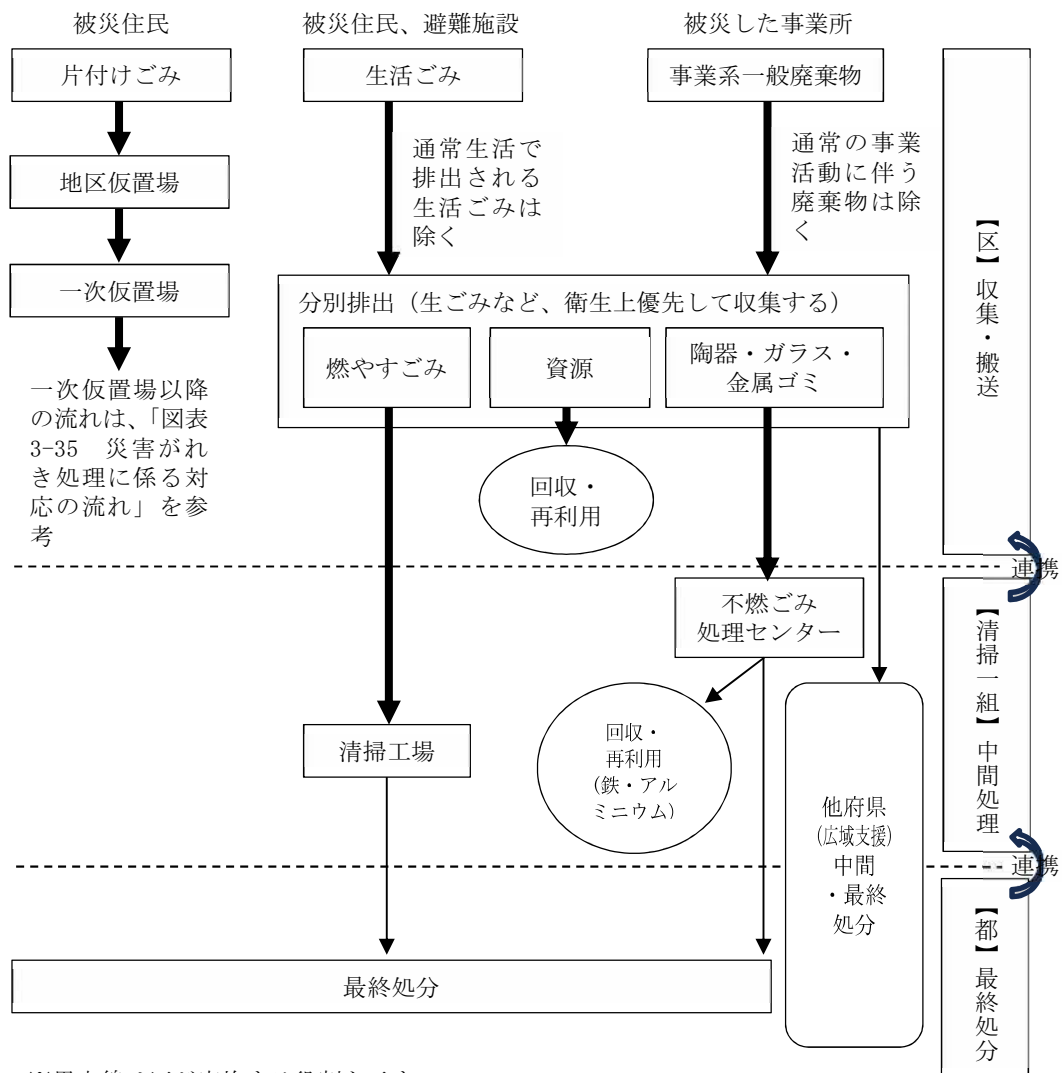 被災住民
被災住民、避難施設
被災した事業所
片付けごみ
生活ごみ
事業系一般廃棄物
通常生活で
排出される
生活ごみは
除く
通常の事業
活動に伴う
廃棄物は除
く
地区仮置場
一次仮置場
一次仮置場以降
の流れは、「図表
3-35 災害がれ
き処理に係る対
応の流れ」を参
考
分別排出（生ごみなど、衛生上優先して収集する）
燃やすごみ
資源
陶器・ガラス・
金属ゴミ
回収・
再利用
【区】収集・搬送
連携
不燃ごみ
処理センター
回収・
再利用
(鉄・アル
ミニウム)
清掃工場
他府県
(広域支援)
中間
・最終
処分
【清掃一組】中間処理
連携
最終処分
【都】最終処分